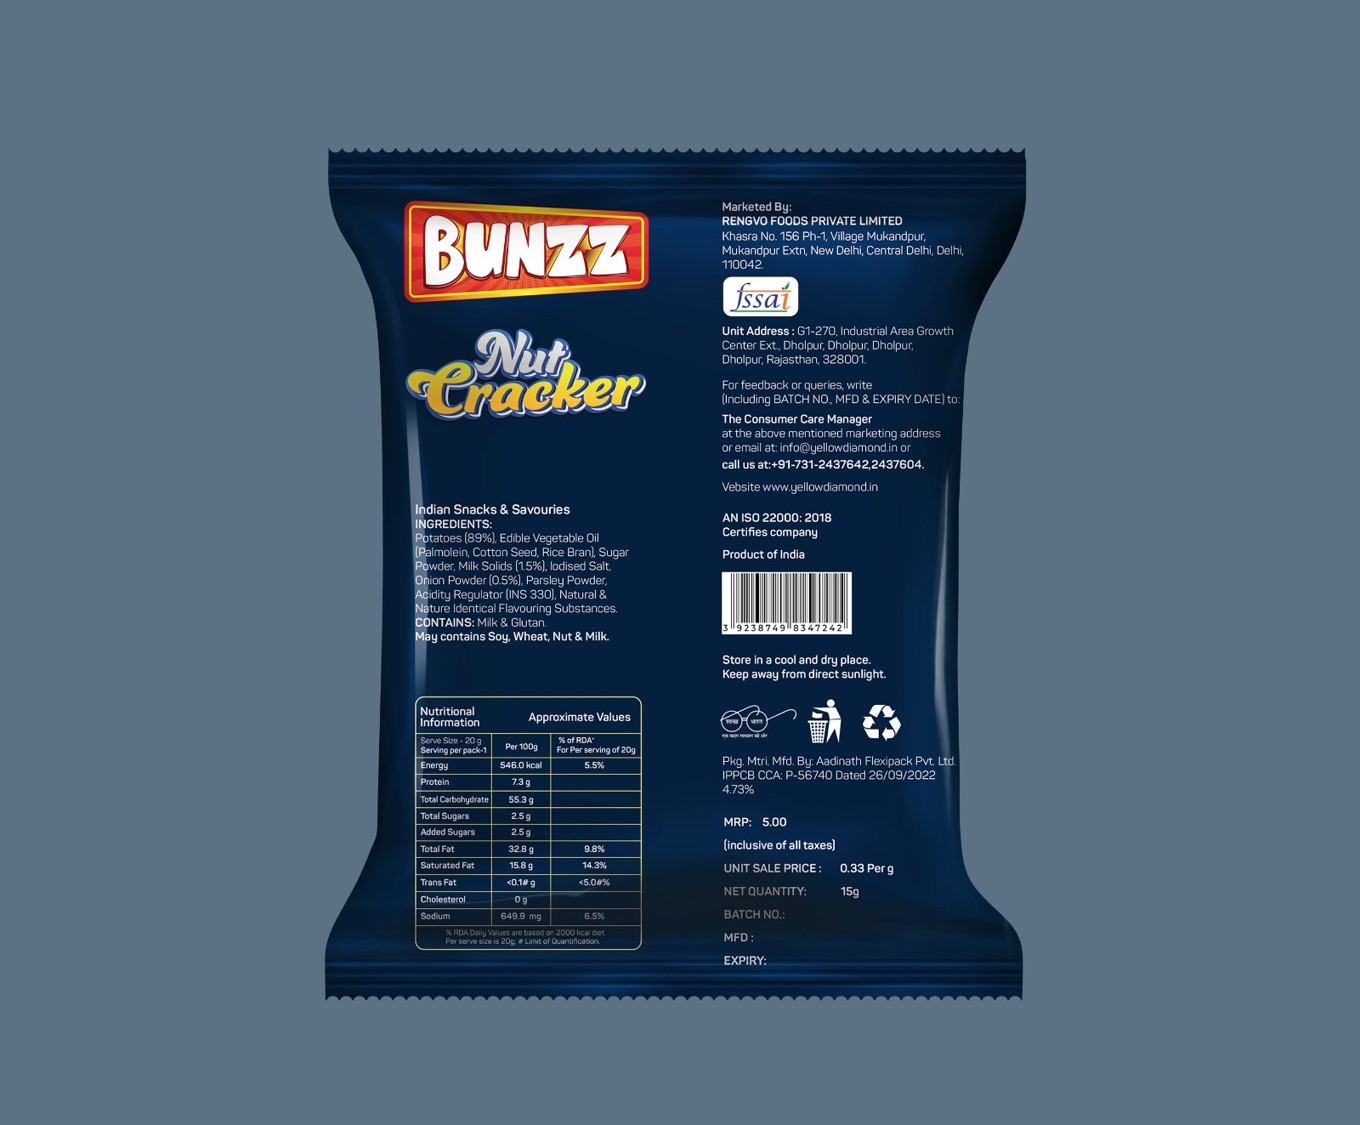 BUNZZ
Nut
Cracker
Indian Snacks & Savouries
INGREDIENTS:
Potatoes (89%), Edible Vegetable Oil
(Palmolein, Cotton Seed, Rice Bran), Sugar
Powder, Milk Solids (1.5%), Iodised Salt,
Onion Powder (0.5%), Parsley Powder,
Acidity Regulator (INS 330), Natural &
Nature Identical Flavouring Substances.
CONTAINS: Milk & Glutan.
May contains Soy, Wheat, Nut & Milk.
Nutritional Information Approximate Values
Serve Size - 20 g
Serving per pack-1 Per 100g % of RDA* For Per serving of 20g
Energy 546.0 kcal 5.5%
Protein 7.3 g
Total Carbohydrate 55.3 g
Total Sugars 2.5 g
Added Sugars 2.5 g
Total Fat 32.8 g 9.8%
Saturated Fat 15.8 g 14.3%
Trans Fat <0.1# g <5.0#%
Cholesterol 0 g
Sodium 649.9 mg 6.5%
% RDA Daily Values are based on 2000 kcal diet.
Per serve size is 20g; # Limit of Quantification.
Marketed By:
RENGVO FOODS PRIVATE LIMITED
Khasra No. 156 Ph-1, Village Mukandpur,
Mukandpur Extn, New Delhi, Central Delhi, Delhi,
110042.
fssai
Unit Address : G1-270, Industrial Area Growth
Center Ext., Dholpur, Dholpur, Dholpur,
Dholpur, Rajasthan, 328001.
For feedback or queries, write
(Including BATCH NO., MFD & EXPIRY DATE) to:
The Consumer Care Manager
at the above mentioned marketing address
or email at: info@yellowdiamond.in or
call us at:+91-731-2437642,2437604.
Vebsite www.yellowdiamond.in
AN ISO 22000: 2018
Certifies company
Product of India
3 9238749 8347242
Store in a cool and dry place.
Keep away from direct sunlight.
स्वच्छ भारत
एक कदम स्वच्छता की ओर
Pkg. Mtri. Mfd. By: Aadinath Flexipack Pvt. Ltd.
IPPCB CCA: P-56740 Dated 26/09/2022
4.73%
MRP: 5.00
(inclusive of all taxes)
UNIT SALE PRICE : 0.33 Per g
NET QUANTITY: 15g
BATCH NO.:
MFD :
EXPIRY: